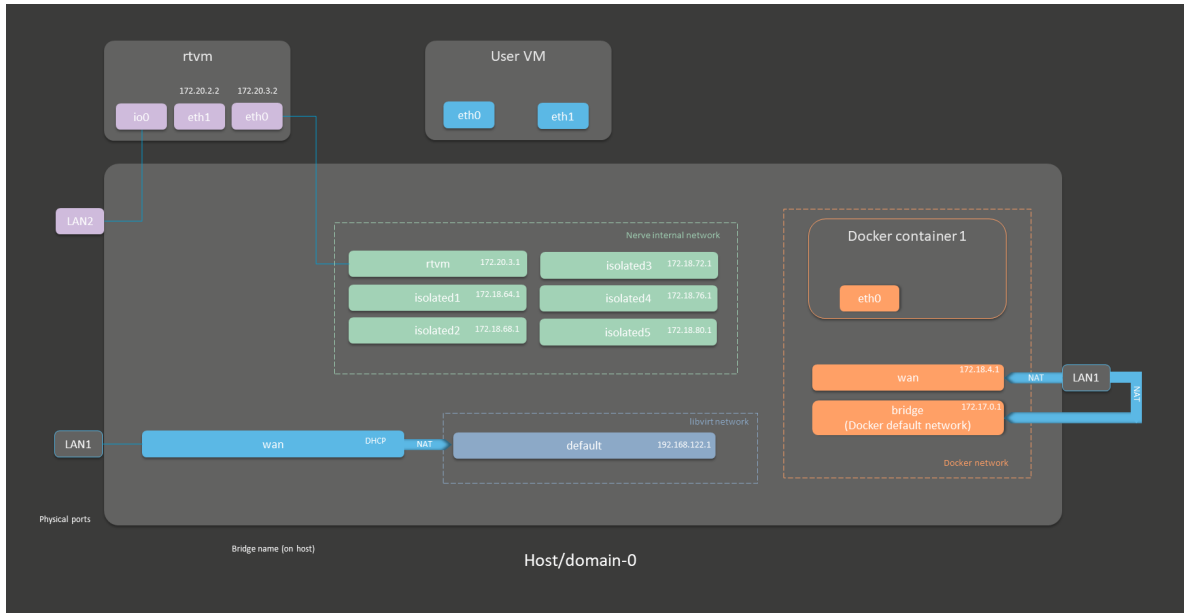 rtvm
User VM
172.20.2.2
172.20.3.2
io0
eth1
eth0
eth0
eth1
LAN2
Nerve internal network
rtvm
172.20.3.1
isolated3
172.18.72.1
isolated1
172.18.64.1
isolated4
172.18.76.1
isolated2
172.18.68.1
isolated5
172.18.80.1
Docker container 1
eth0
wan
172.18.4.1
NAT
LAN1
NAT
bridge
172.17.0.1
(Docker default network)
Docker network
LAN1
wan
DHCP
NAT
libvirt network
default
192.168.122.1
Physical ports
Bridge name (on host)
Host/domain-0